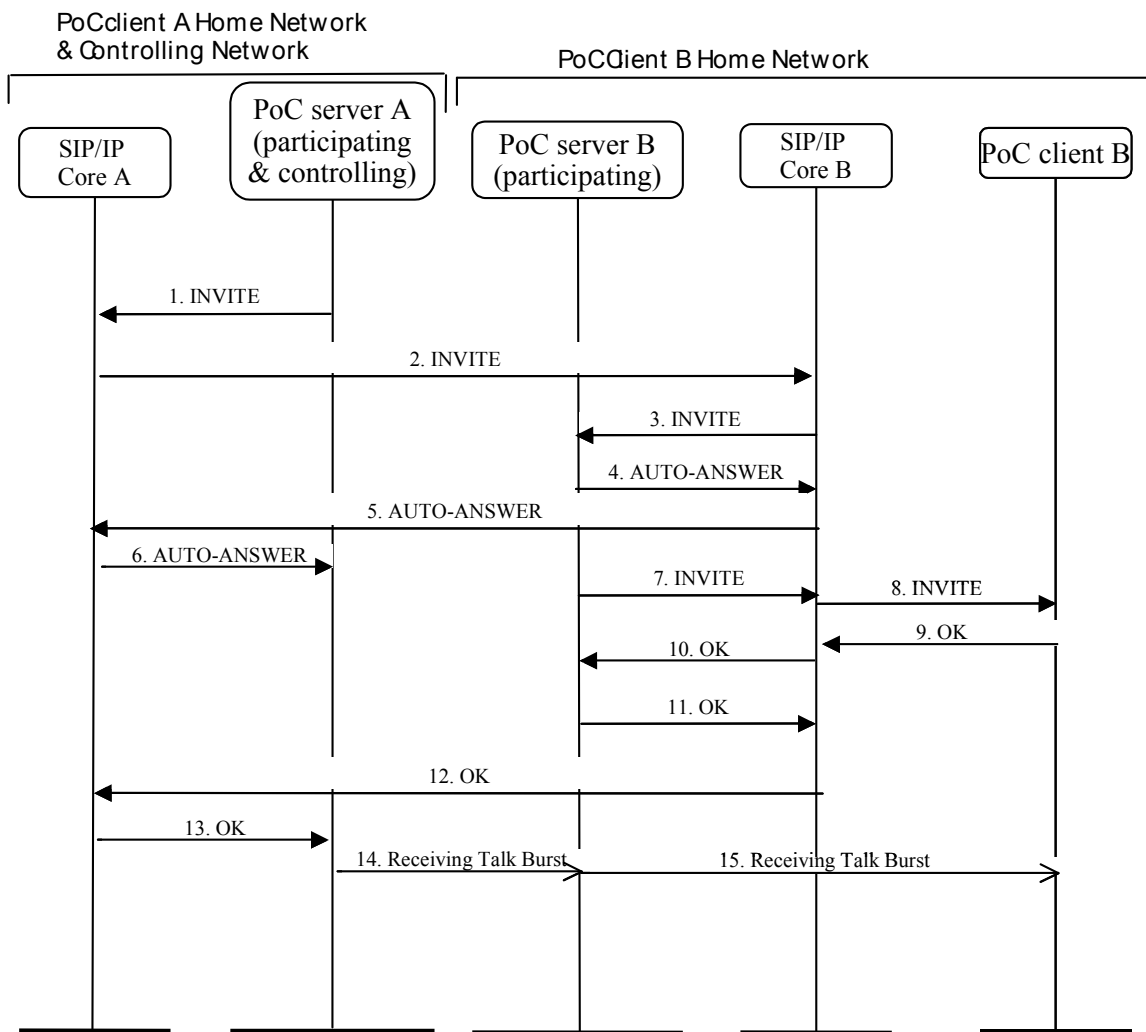 PoCclient A Home Network
& Controlling Network
PoCClient B Home Network
SIP/IP
Core A
PoC server A
(participating
& controlling)
PoC server B
(participating)
SIP/IP
Core B
PoC client B
1. INVITE
2. INVITE
3. INVITE
4. AUTO-ANSWER
5. AUTO-ANSWER
6. AUTO-ANSWER
7. INVITE
8. INVITE
9. OK
10. OK
11. OK
12. OK
13. OK
14. Receiving Talk Burst
15. Receiving Talk Burst